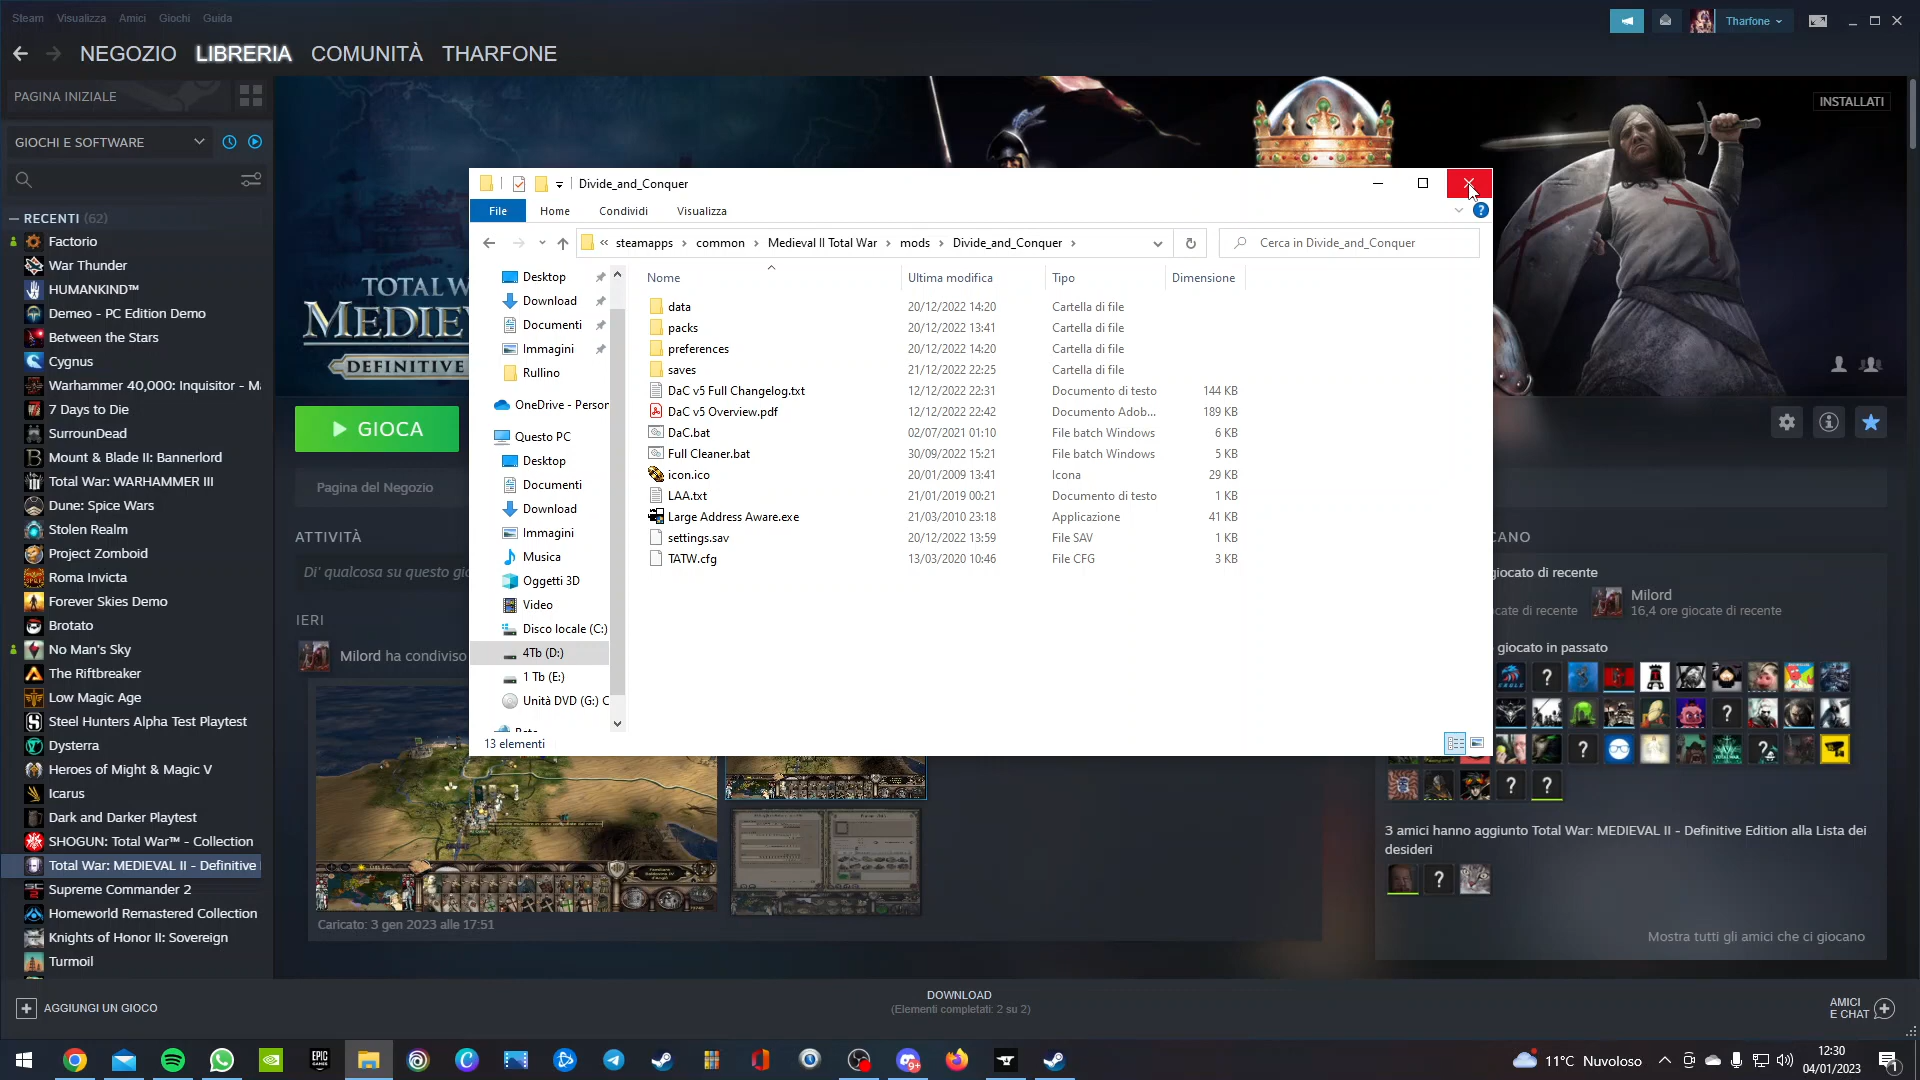 Steam Visualizza Amici Giochi Guida
Tharfone
NEGOZIO LIBRERIA COMUNITÀ THARFONE
PAGINA INIZIALE
INSTALLATI
GIOCHI E SOFTWARE
RECENTI (62)
Factorio
War Thunder
HUMANKIND™
Demeo - PC Edition Demo
Between the Stars
Cygnus
Warhammer 40,000: Inquisitor - Ma
7 Days to Die
SurrounDead
Mount & Blade II: Bannerlord
Total War: WARHAMMER III
Dune: Spice Wars
Stolen Realm
Project Zomboid
Roma Invicta
Forever Skies Demo
Brotato
No Man's Sky
The Riftbreaker
Low Magic Age
Steel Hunters Alpha Test Playtest
Dysterra
Heroes of Might & Magic V
Icarus
Dark and Darker Playtest
SHOGUN: Total War™ - Collection
Total War: MEDIEVAL II - Definitive
Supreme Commander 2
Homeworld Remastered Collection
Knights of Honor II: Sovereign
Turmoil
AGGIUNGI UN GIOCO
TOTAL W
MEDIE
DEFINITIVE
GIOCA
Pagina del Negozio
ATTIVITÀ
Di' qualcosa su questo gio
IERI
Milord ha condiviso
Caricato: 3 gen 2023 alle 17:51
Divide_and_Conquer
File Home Condividi Visualizza
« steamapps › common › Medieval II Total War › mods › Divide_and_Conquer ›
Cerca in Divide_and_Conquer
Desktop
Download
Documenti
Immagini
Rullino
OneDrive - Person
Questo PC
Desktop
Documenti
Download
Immagini
Musica
Oggetti 3D
Video
Disco locale (C:)
4Tb (D:)
1 Tb (E:)
Unità DVD (G:) C
Nome Ultima modifica Tipo Dimensione
data 20/12/2022 14:20 Cartella di file
packs 20/12/2022 13:41 Cartella di file
preferences 20/12/2022 14:20 Cartella di file
saves 21/12/2022 22:25 Cartella di file
DaC v5 Full Changelog.txt 12/12/2022 22:31 Documento di testo 144 KB
DaC v5 Overview.pdf 12/12/2022 22:42 Documento Adob... 189 KB
DaC.bat 02/07/2021 01:10 File batch Windows 6 KB
Full Cleaner.bat 30/09/2022 15:21 File batch Windows 5 KB
icon.ico 20/01/2009 13:41 Icona 29 KB
LAA.txt 21/01/2019 00:21 Documento di testo 1 KB
Large Address Aware.exe 21/03/2010 23:18 Applicazione 41 KB
settings.sav 20/12/2022 13:59 File SAV 1 KB
TATW.cfg 13/03/2020 10:46 File CFG 3 KB
13 elementi
CANO
giocato di recente
cate di recente
Milord
16,4 ore giocate di recente
giocato in passato
3 amici hanno aggiunto Total War: MEDIEVAL II - Definitive Edition alla Lista dei
desideri
Mostra tutti gli amici che ci giocano
DOWNLOAD
(Elementi completati: 2 su 2)
AMICI
E CHAT
EPIC
GAMES
9+
11°C Nuvoloso
12:30
04/01/2023
1